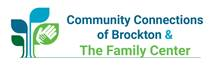 Community Connections
of Brockton &
The Family Center